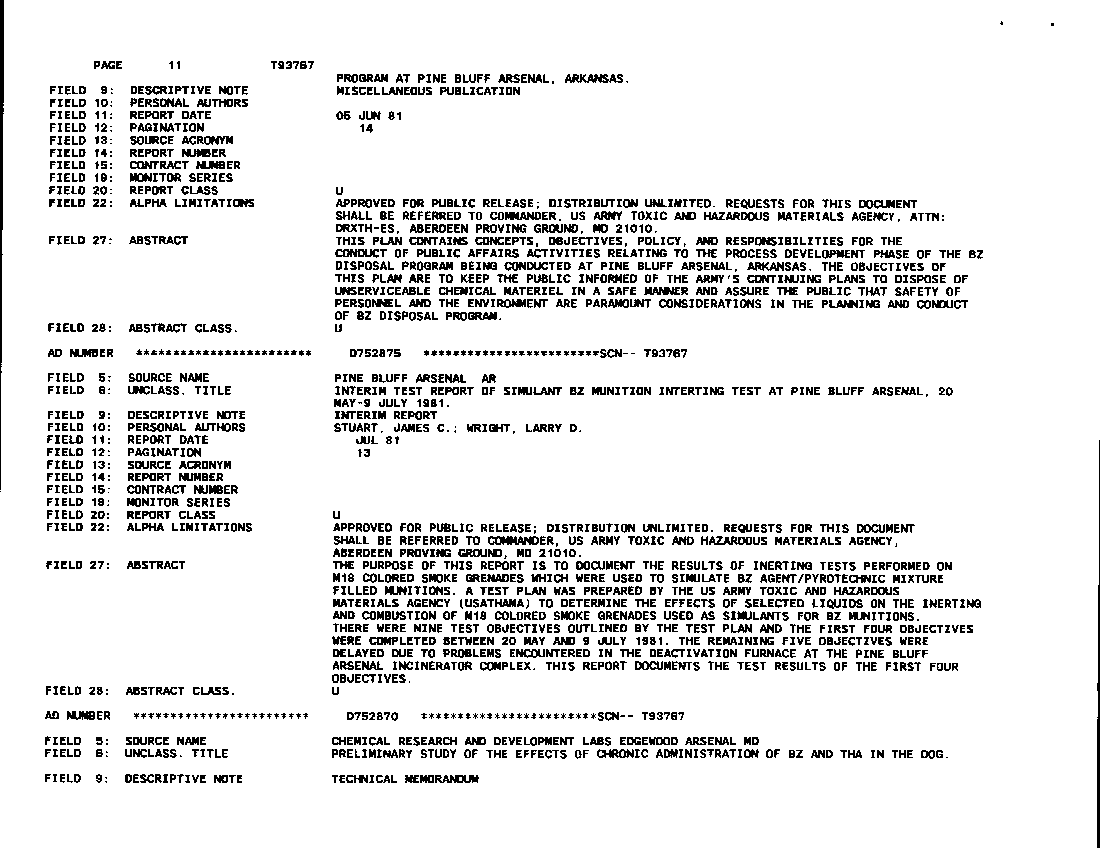 PAGE 11 T93767
PROGRAM AT PINE BLUFF ARSENAL, ARKANSAS.
FIELD 9: DESCRIPTIVE NOTE MISCELLANEOUS PUBLICATION
FIELD 10: PERSONAL AUTHORS
FIELD 11: REPORT DATE 05 JUN 81
FIELD 12: PAGINATION 14
FIELD 13: SOURCE ACRONYM
FIELD 14: REPORT NUMBER
FIELD 15: CONTRACT NUMBER
FIELD 19: MONITOR SERIES
FIELD 20: REPORT CLASS U
FIELD 22: ALPHA LIMITATIONS APPROVED FOR PUBLIC RELEASE; DISTRIBUTION UNLIMITED. REQUESTS FOR THIS DOCUMENT
SHALL BE REFERRED TO COMMANDER, US ARMY TOXIC AND HAZARDOUS MATERIALS AGENCY, ATTN:
DRXTH-ES, ABERDEEN PROVING GROUND, MD 21010.
FIELD 27: ABSTRACT THIS PLAN CONTAINS CONCEPTS, OBJECTIVES, POLICY, AND RESPONSIBILITIES FOR THE
CONDUCT OF PUBLIC AFFAIRS ACTIVITIES RELATING TO THE PROCESS DEVELOPMENT PHASE OF THE BZ
DISPOSAL PROGRAM BEING CONDUCTED AT PINE BLUFF ARSENAL, ARKANSAS. THE OBJECTIVES OF
THIS PLAN ARE TO KEEP THE PUBLIC INFORMED OF THE ARMY'S CONTINUING PLANS TO DISPOSE OF
UNSERVICEABLE CHEMICAL MATERIEL IN A SAFE MANNER AND ASSURE THE PUBLIC THAT SAFETY OF
PERSONNEL AND THE ENVIRONMENT ARE PARAMOUNT CONSIDERATIONS IN THE PLANNING AND CONDUCT
OF BZ DISPOSAL PROGRAM.
FIELD 28: ABSTRACT CLASS. U
AD NUMBER ************************ D752875 ************************SCN-- T93767
FIELD 5: SOURCE NAME PINE BLUFF ARSENAL AR
FIELD 6: UNCLASS. TITLE INTERIM TEST REPORT OF SIMULANT BZ MUNITION INTERTING TEST AT PINE BLUFF ARSENAL, 20
MAY-9 JULY 1981.
FIELD 9: DESCRIPTIVE NOTE INTERIM REPORT
FIELD 10: PERSONAL AUTHORS STUART, JAMES C.; WRIGHT, LARRY D.
FIELD 11: REPORT DATE JUL 81
FIELD 12: PAGINATION 13
FIELD 13: SOURCE ACRONYM
FIELD 14: REPORT NUMBER
FIELD 15: CONTRACT NUMBER
FIELD 18: MONITOR SERIES
FIELD 20: REPORT CLASS U
FIELD 22: ALPHA LIMITATIONS APPROVED FOR PUBLIC RELEASE; DISTRIBUTION UNLIMITED. REQUESTS FOR THIS DOCUMENT
SHALL BE REFERRED TO COMMANDER, US ARMY TOXIC AND HAZARDOUS MATERIALS AGENCY,
ABERDEEN PROVING GROUND, MD 21010.
FIELD 27: ABSTRACT THE PURPOSE OF THIS REPORT IS TO DOCUMENT THE RESULTS OF INERTING TESTS PERFORMED ON
M18 COLORED SMOKE GRENADES WHICH WERE USED TO SIMULATE BZ AGENT/PYROTECHNIC MIXTURE
FILLED MUNITIONS. A TEST PLAN WAS PREPARED BY THE US ARMY TOXIC AND HAZARDOUS
MATERIALS AGENCY (USATHAMA) TO DETERMINE THE EFFECTS OF SELECTED LIQUIDS ON THE INERTING
AND COMBUSTION OF M18 COLORED SMOKE GRENADES USED AS SIMULANTS FOR BZ MUNITIONS.
THERE WERE NINE TEST OBJECTIVES OUTLINED BY THE TEST PLAN AND THE FIRST FOUR OBJECTIVES
WERE COMPLETED BETWEEN 20 MAY AND 9 JULY 1981. THE REMAINING FIVE OBJECTIVES WERE
DELAYED DUE TO PROBLEMS ENCOUNTERED IN THE DEACTIVATION FURNACE AT THE PINE BLUFF
ARSENAL INCINERATOR COMPLEX. THIS REPORT DOCUMENTS THE TEST RESULTS OF THE FIRST FOUR
OBJECTIVES.
FIELD 28: ABSTRACT CLASS. U
AD NUMBER ************************ D752870 ************************SCN-- T93767
FIELD 5: SOURCE NAME CHEMICAL RESEARCH AND DEVELOPMENT LABS EDGEWOOD ARSENAL MD
FIELD 6: UNCLASS. TITLE PRELIMINARY STUDY OF THE EFFECTS OF CHRONIC ADMINISTRATION OF BZ AND THA IN THE DOG.
FIELD 9: DESCRIPTIVE NOTE TECHNICAL MEMORANDUM